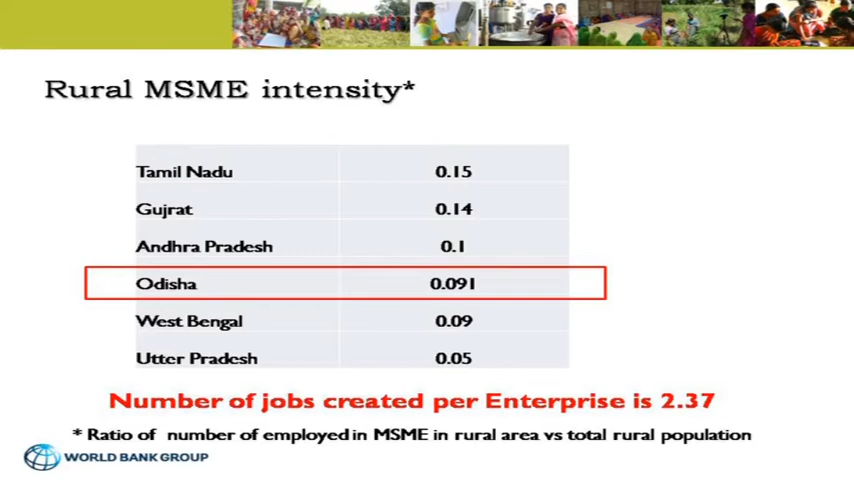 Rural MSME intensity*
Tamil Nadu 0.15
Gujrat 0.14
Andhra Pradesh 0.1
Odisha 0.091
West Bengal 0.09
Utter Pradesh 0.05
Number of jobs created per Enterprise is 2.37
* Ratio of number of employed in MSME in rural area vs total rural population
WORLD BANK GROUP